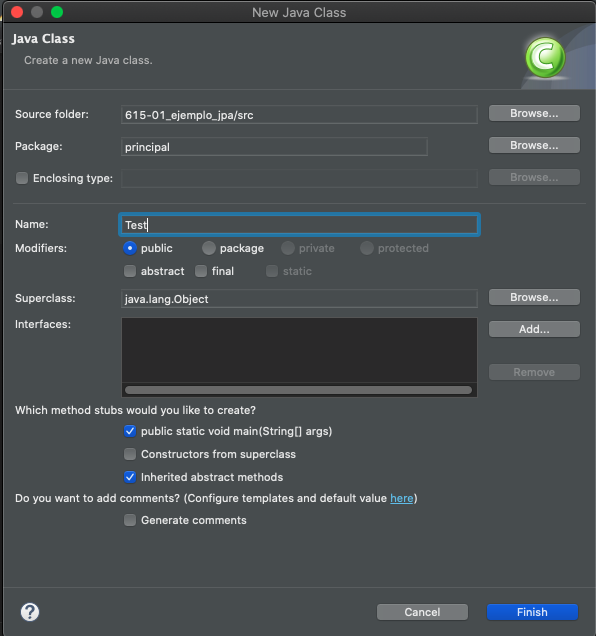 New Java Class
Java Class
Create a new Java class.
Source folder: 615-01_ejemplo_jpa/src Browse...
Package: principal Browse...
Enclosing type: Browse...
Name: Test
Modifiers: public package private protected
abstract final static
Superclass: java.lang.Object Browse...
Interfaces: Add...
Remove
Which method stubs would you like to create?
public static void main(String[] args)
Constructors from superclass
Inherited abstract methods
Do you want to add comments? (Configure templates and default value here)
Generate comments
? Cancel Finish